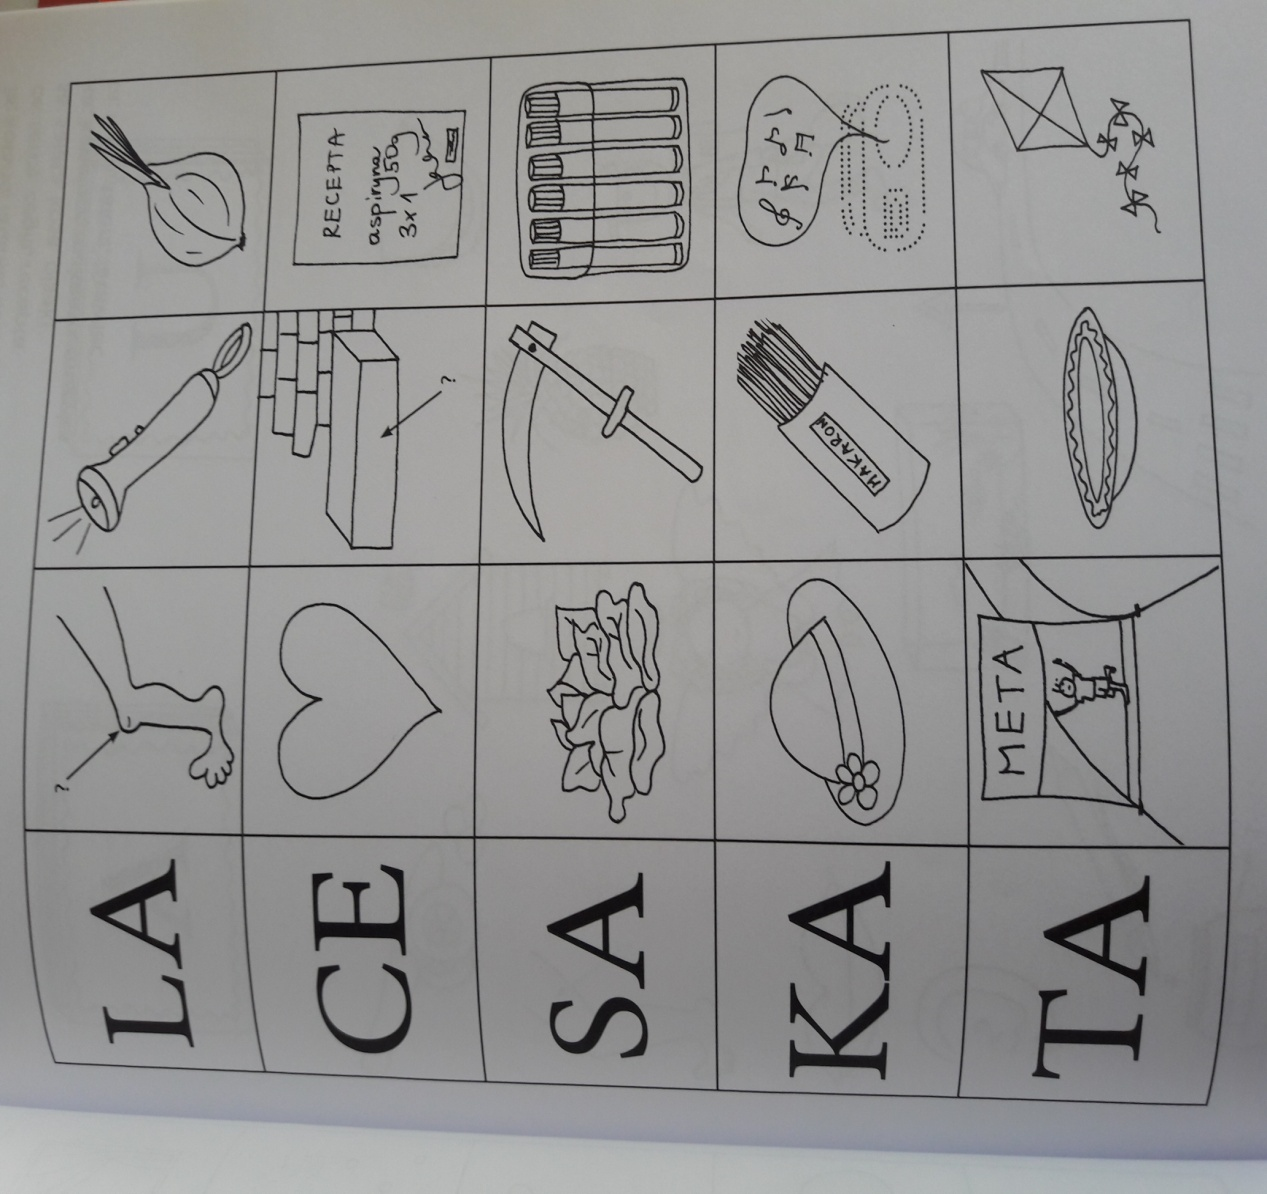 LA
?
CE
?
RECEPTA
aspiryna 50g
3x1
SA
KA
MAKARON
TA
META